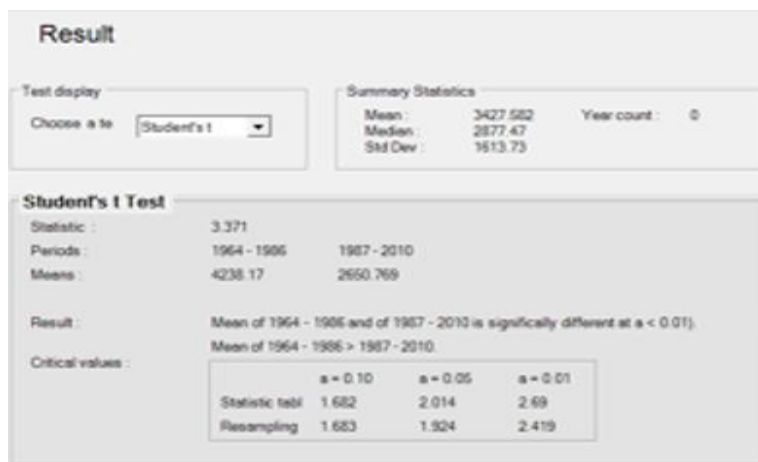 Result
Test display
Choose a te Student's t
Summary Statistics
Mean : 3427.582 Year count : 0
Median : 2877.47
Std Dev : 1613.73
Student's t Test
Statistic : 3.371
Periods : 1964 - 1986 1987 - 2010
Means : 4238.17 2650.769
Result : Mean of 1964 - 1986 and of 1987 - 2010 is significally different at a < 0.01).
Mean of 1964 - 1986 > 1987 - 2010.
Critical values :
a = 0.10 a = 0.05 a = 0.01
Statistic tabl 1.682 2.014 2.69
Resampling 1.683 1.924 2.419